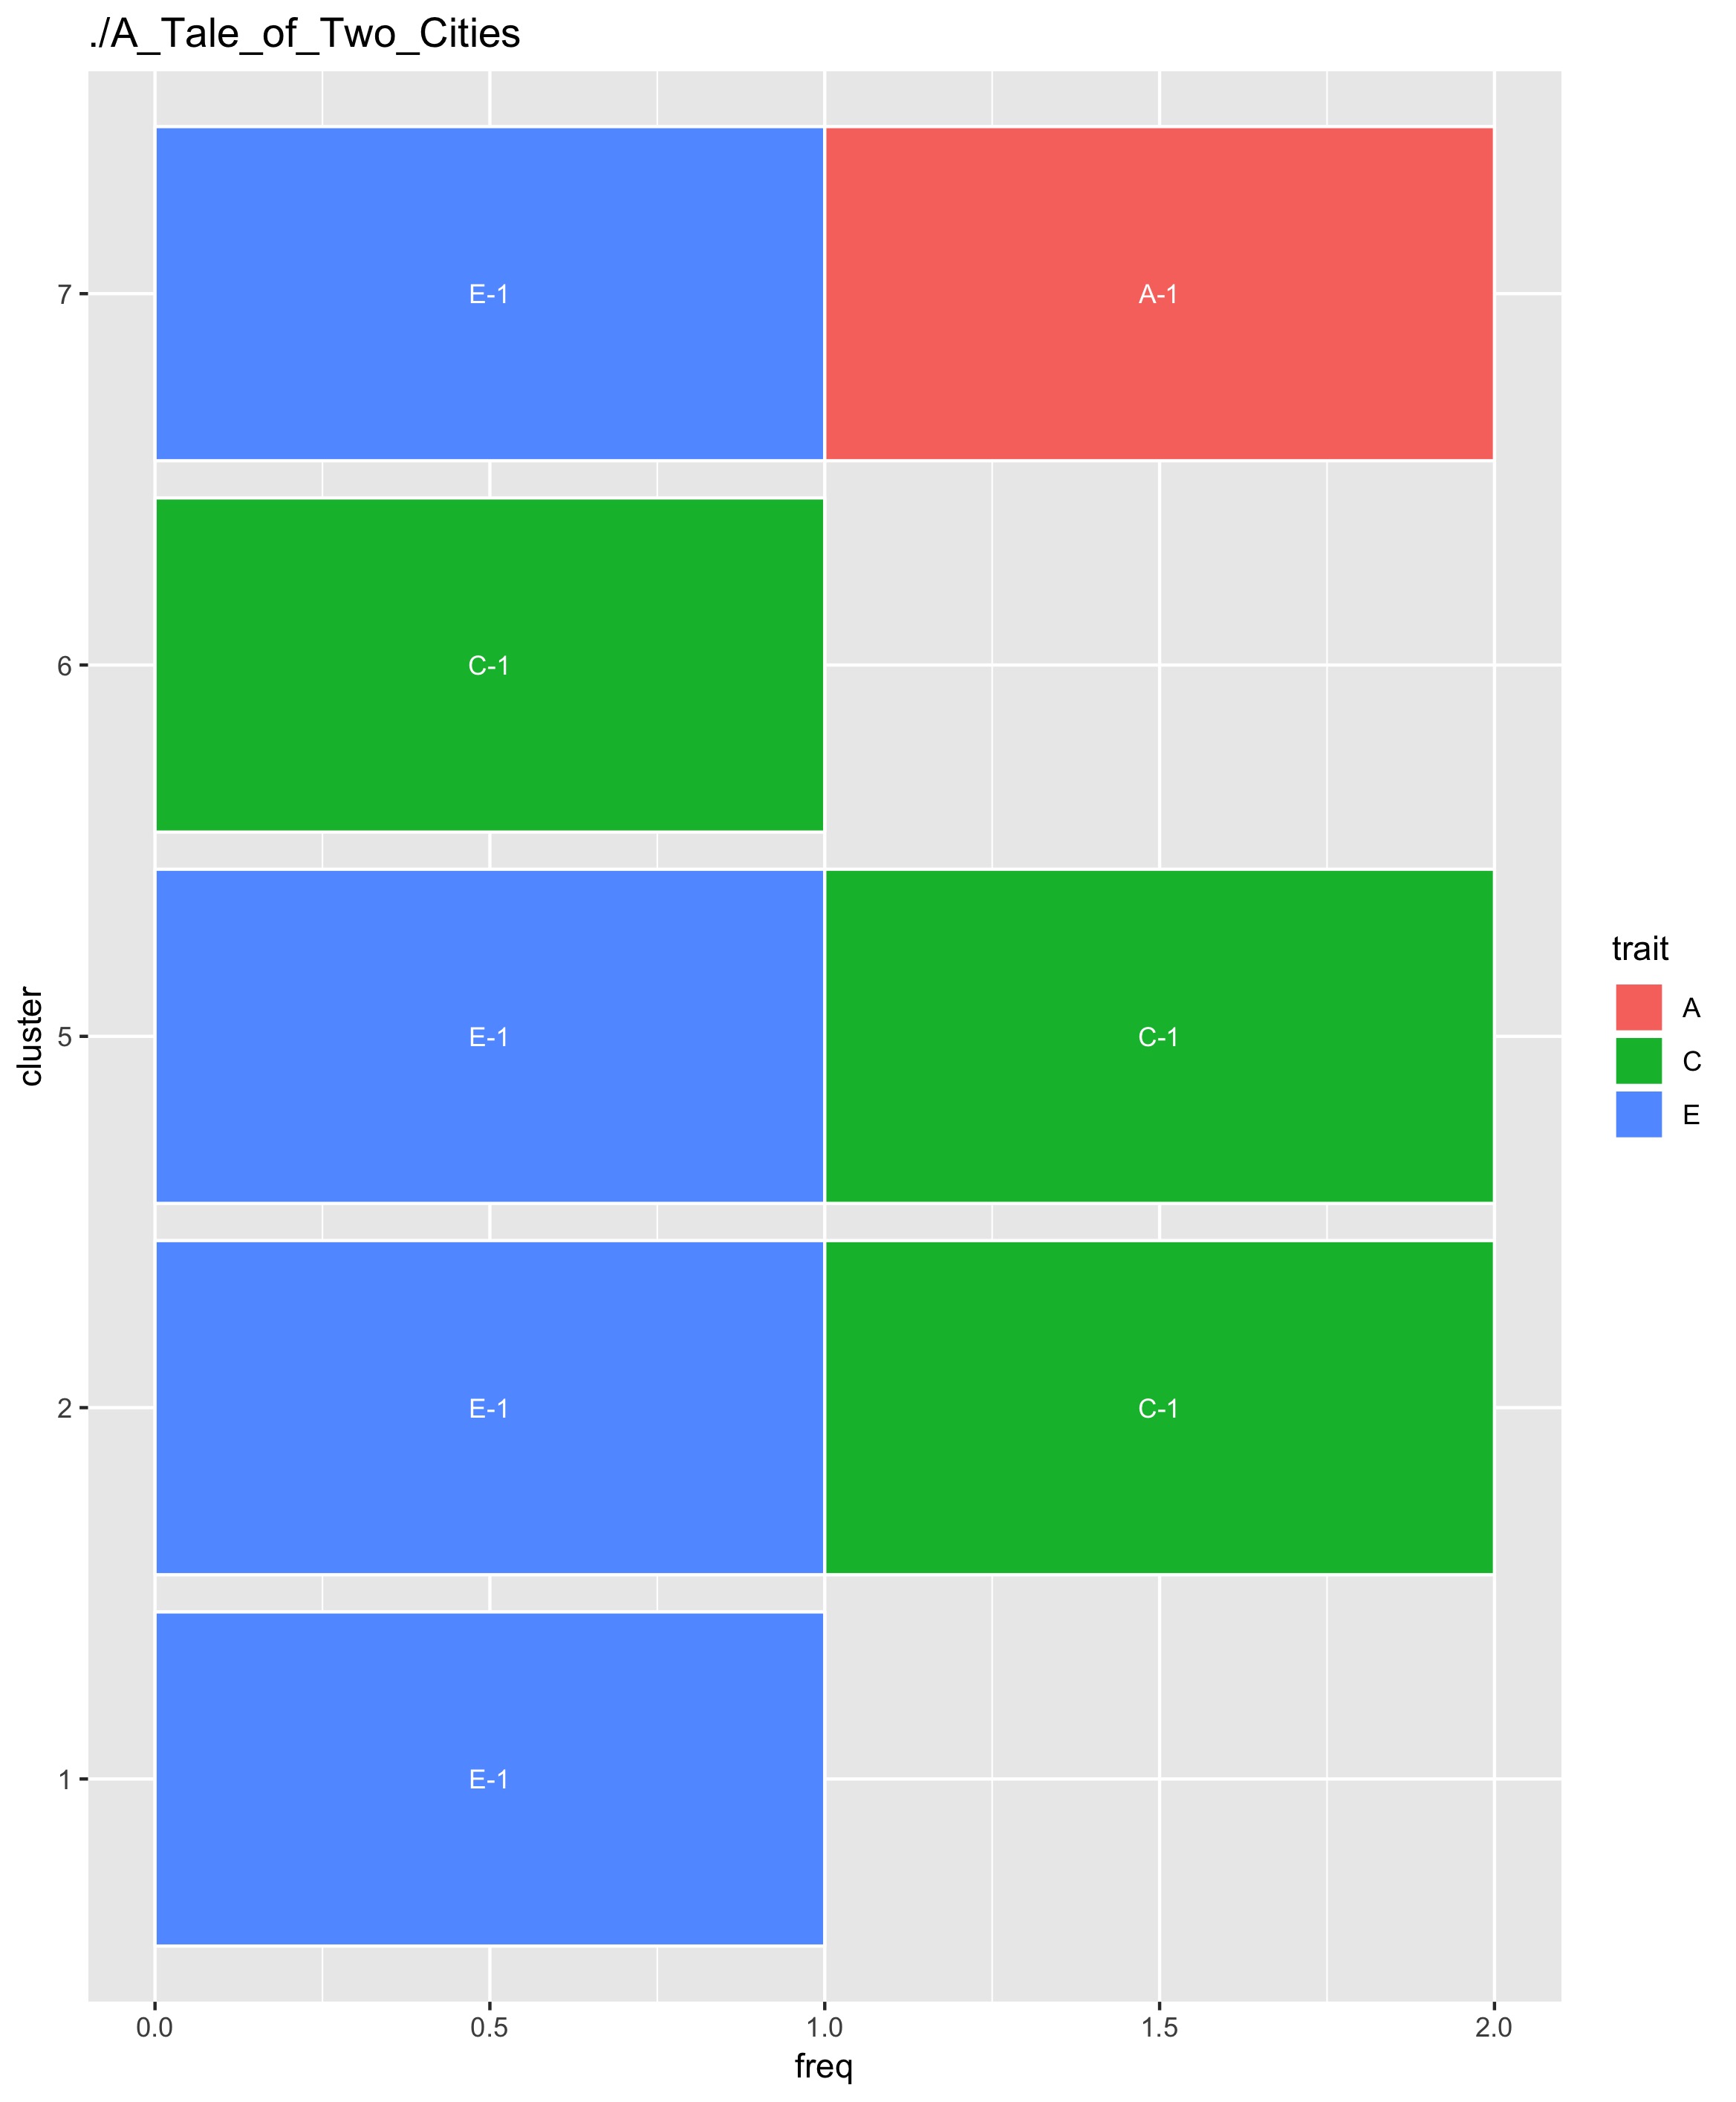 ./A_Tale_of_Two_Cities
cluster
7
E-1
A-1
6
C-1
5
E-1
C-1
2
E-1
C-1
1
E-1
0.0
0.5
1.0
1.5
2.0
freq
trait
A
C
E